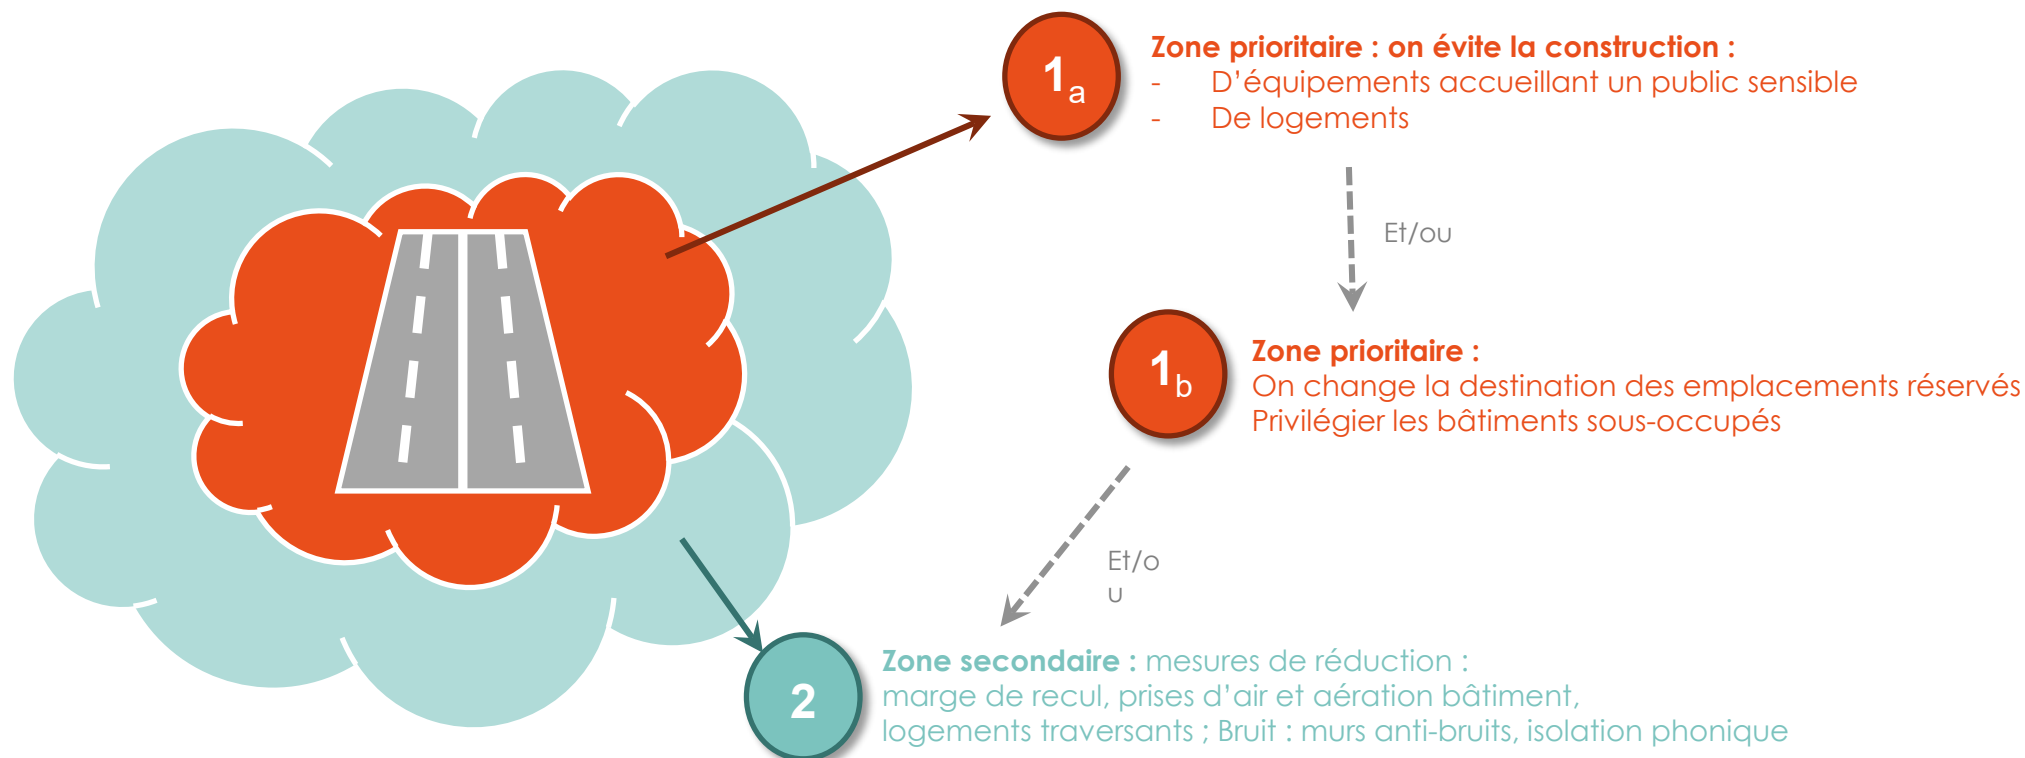 1a
Zone prioritaire : on évite la construction :
- D’équipements accueillant un public sensible
- De logements
Et/ou
1b
Zone prioritaire :
On change la destination des emplacements réservés
Privilégier les bâtiments sous-occupés
Et/o
u
2
Zone secondaire : mesures de réduction :
marge de recul, prises d’air et aération bâtiment,
logements traversants ; Bruit : murs anti-bruits, isolation phonique